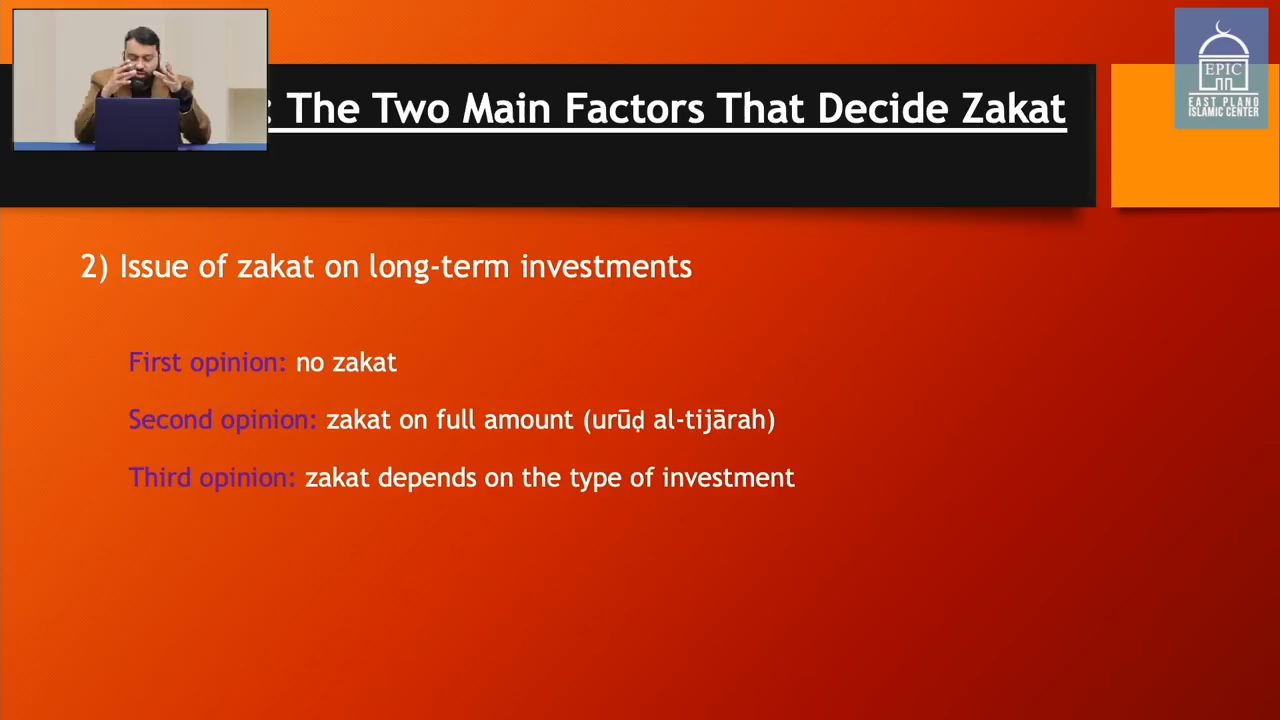 : The Two Main Factors That Decide Zakat
EPIC
EAST PLANO
ISLAMIC CENTER
2) Issue of zakat on long-term investments
First opinion: no zakat
Second opinion: zakat on full amount (urūḍ al-tijārah)
Third opinion: zakat depends on the type of investment